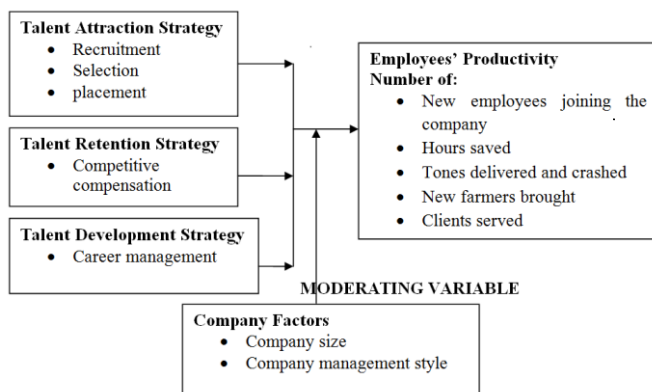 Talent Attraction Strategy
• Recruitment
• Selection
• placement
Talent Retention Strategy
• Competitive
compensation
Talent Development Strategy
• Career management
Employees' Productivity
Number of:
• New employees joining the
company
• Hours saved
• Tones delivered and crashed
• New farmers brought
• Clients served
MODERATING VARIABLE
Company Factors
• Company size
• Company management style